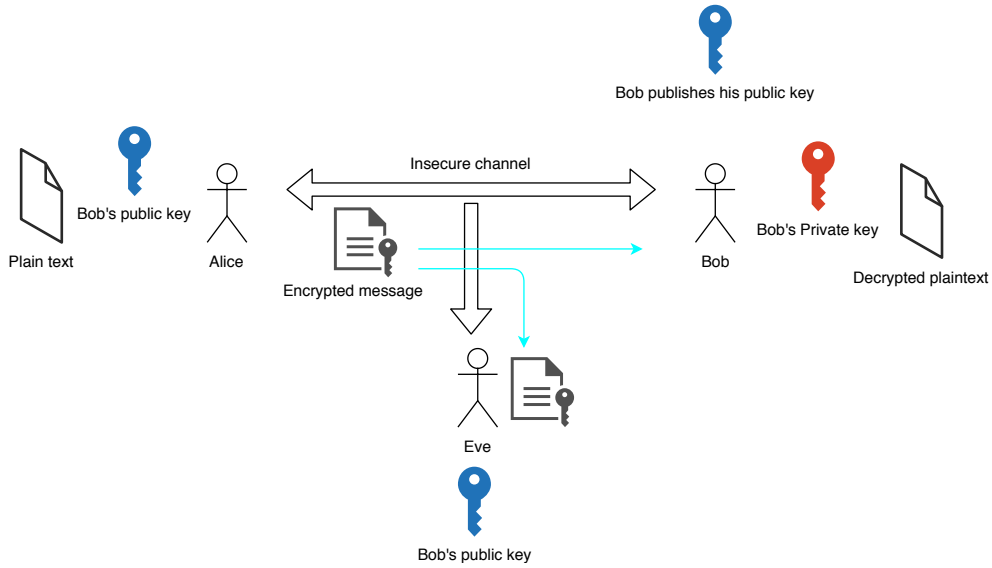 Bob publishes his public key
Insecure channel
Bob's public key
Bob's Private key
Plain text
Alice
Bob
Decrypted plaintext
Encrypted message
Eve
Bob's public key